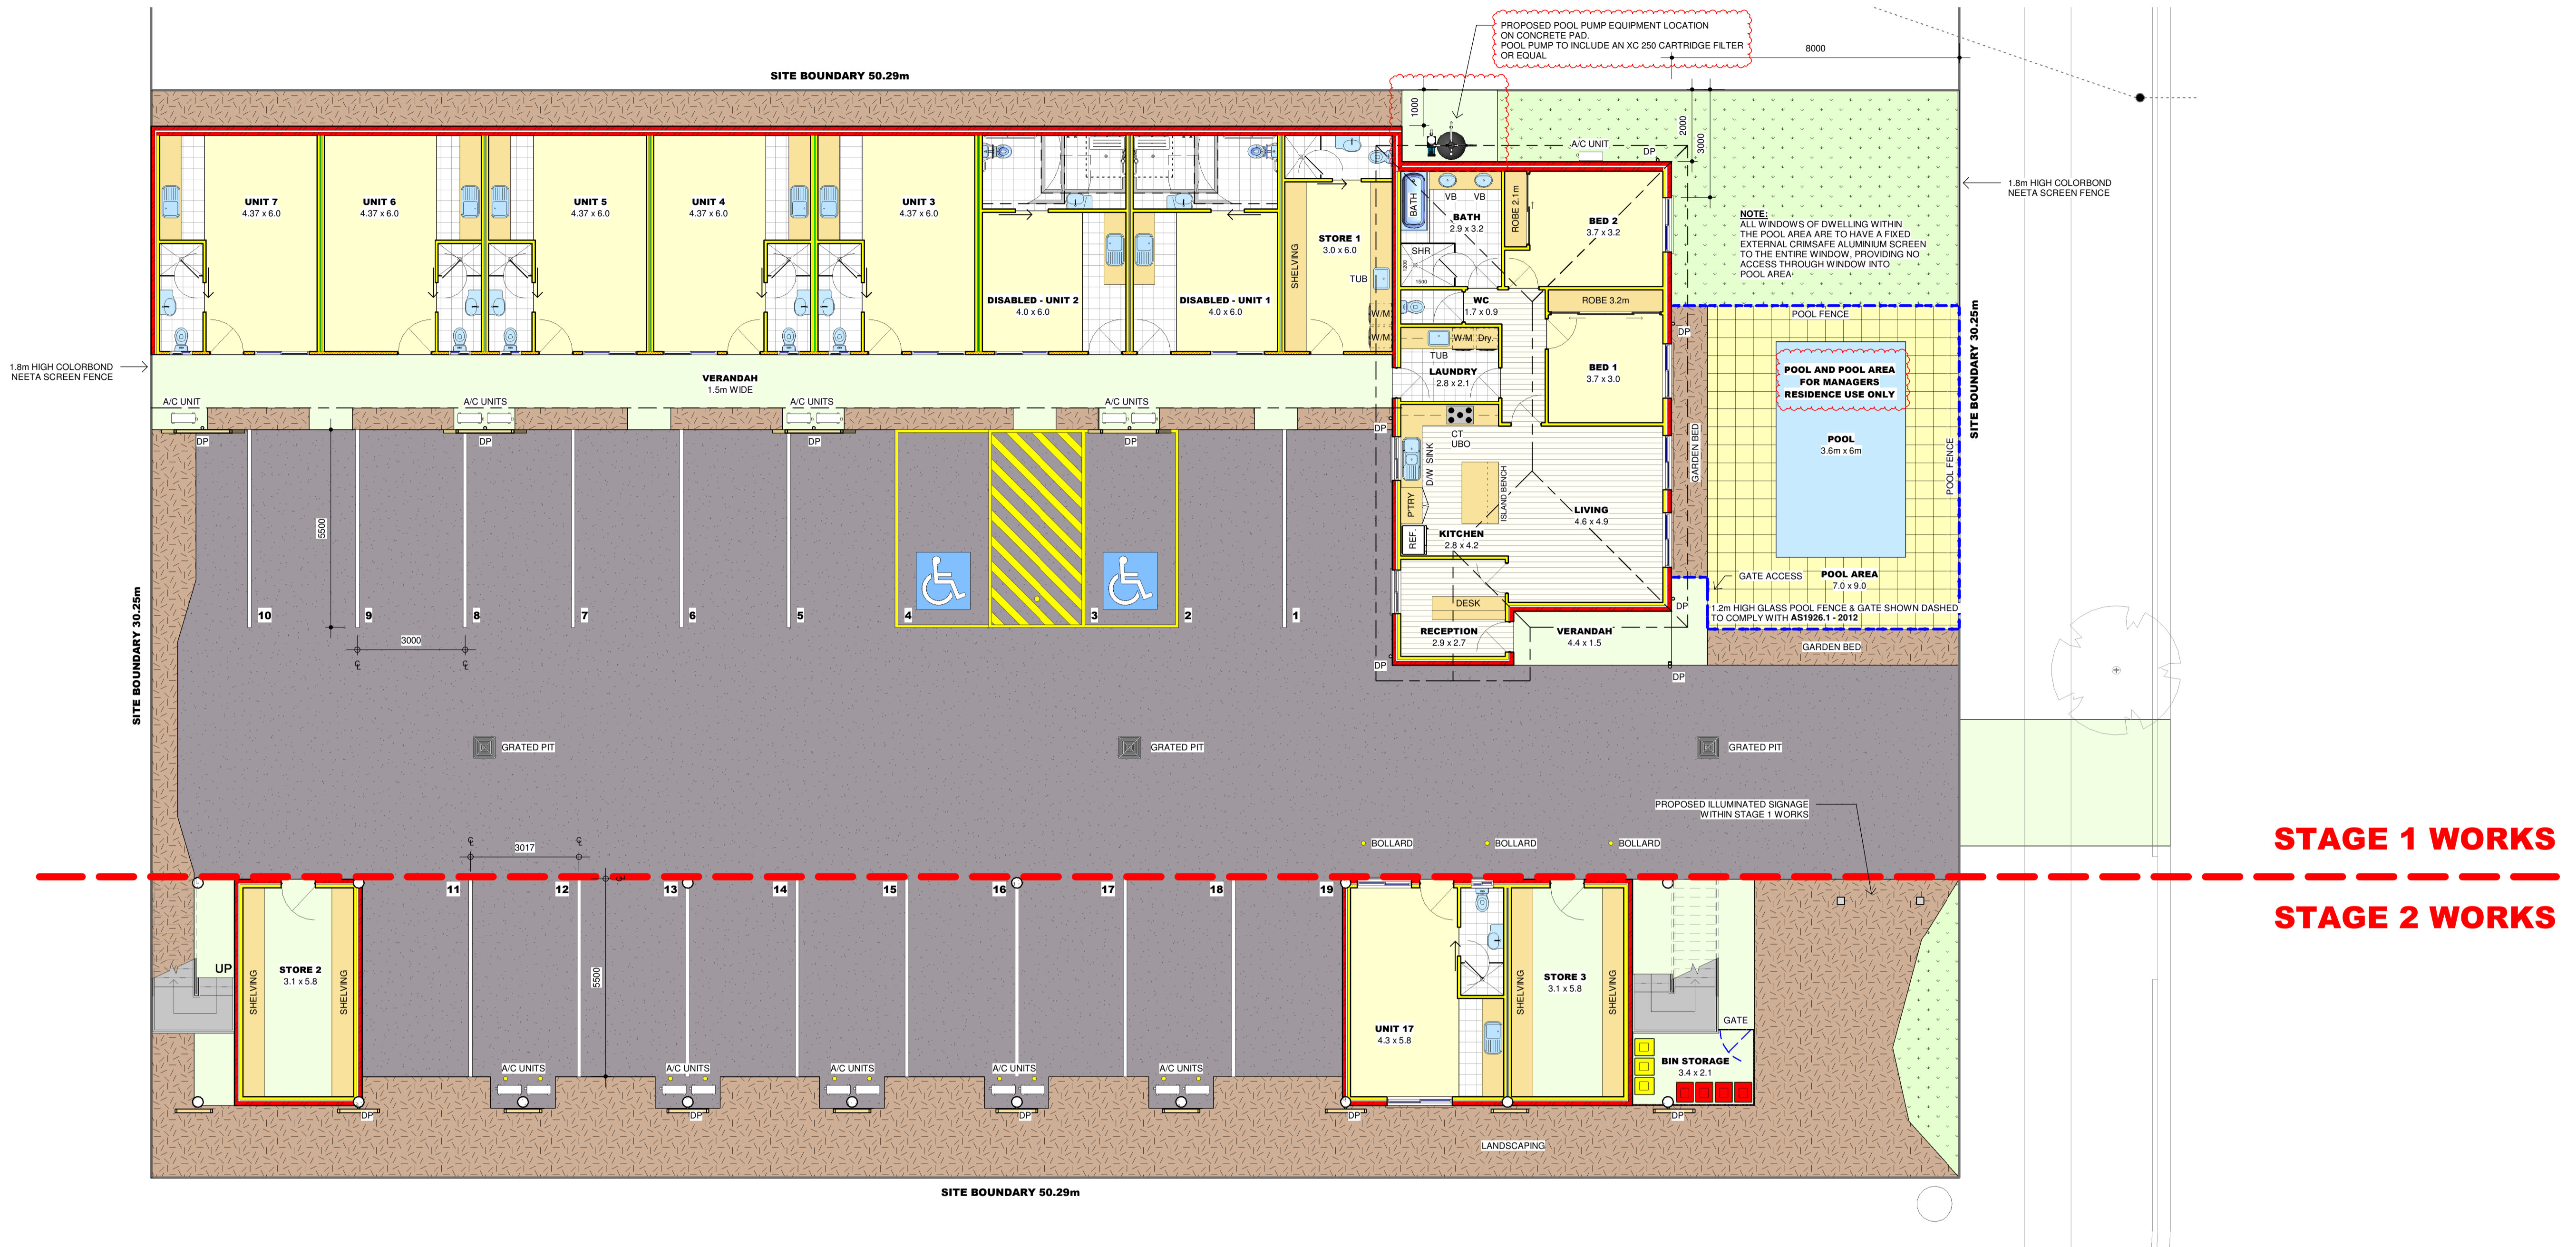 PROPOSED POOL PUMP EQUIPMENT LOCATION
ON CONCRETE PAD.
POOL PUMP TO INCLUDE AN XC 250 CARTRIDGE FILTER
OR EQUAL
8000
SITE BOUNDARY 50.29m
1000
2000
3000
A/C UNIT
DP
1.8m HIGH COLORBOND
NEETA SCREEN FENCE
UNIT 7
4.37 x 6.0
UNIT 6
4.37 x 6.0
UNIT 5
4.37 x 6.0
UNIT 4
4.37 x 6.0
UNIT 3
4.37 x 6.0
DISABLED - UNIT 2
4.0 x 6.0
DISABLED - UNIT 1
4.0 x 6.0
SHELVING
STORE 1
3.0 x 6.0
TUB
W/M
W/M
BATH
VB
VB
BATH
2.9 x 3.2
SHR
1200
1500
ROBE 2.1m
BED 2
3.7 x 3.2
NOTE:
ALL WINDOWS OF DWELLING WITHIN
THE POOL AREA ARE TO HAVE A FIXED
EXTERNAL CRIMSAFE ALUMINIUM SCREEN
TO THE ENTIRE WINDOW, PROVIDING NO
ACCESS THROUGH WINDOW INTO
POOL AREA
WC
1.7 x 0.9
ROBE 3.2m
TUB
W/M
Dry.
LAUNDRY
2.8 x 2.1
BED 1
3.7 x 3.0
DP
POOL FENCE
POOL AND POOL AREA
FOR MANAGERS
RESIDENCE USE ONLY
POOL
3.6m x 6m
POOL FENCE
SITE BOUNDARY 30.25m
GARDEN BED
1.8m HIGH COLORBOND
NEETA SCREEN FENCE
VERANDAH
1.5m WIDE
A/C UNIT
A/C UNITS
A/C UNITS
A/C UNITS
DP
DP
DP
DP
DP
CT
UBO
SINK
D/W
P'TRY
REF.
ISLAND BENCH
KITCHEN
2.8 x 4.2
LIVING
4.6 x 4.9
GATE ACCESS
POOL AREA
7.0 x 9.0
1.2m HIGH GLASS POOL FENCE & GATE SHOWN DASHED
TO COMPLY WITH AS1926.1 - 2012
DESK
DP
RECEPTION
2.9 x 2.7
VERANDAH
4.4 x 1.5
GARDEN BED
DP
DP
5500
10
9
8
7
6
5
4
3
2
1
3000
SITE BOUNDARY 30.25m
GRATED PIT
GRATED PIT
GRATED PIT
PROPOSED ILLUMINATED SIGNAGE
WITHIN STAGE 1 WORKS
3017
BOLLARD
BOLLARD
BOLLARD
STAGE 1 WORKS
STAGE 2 WORKS
11
12
13
14
15
16
17
18
19
UP
SHELVING
STORE 2
3.1 x 5.8
SHELVING
5500
UNIT 17
4.3 x 5.8
SHELVING
STORE 3
3.1 x 5.8
SHELVING
GATE
BIN STORAGE
3.4 x 2.1
A/C UNITS
A/C UNITS
A/C UNITS
A/C UNITS
A/C UNITS
DP
DP
DP
DP
LANDSCAPING
SITE BOUNDARY 50.29m